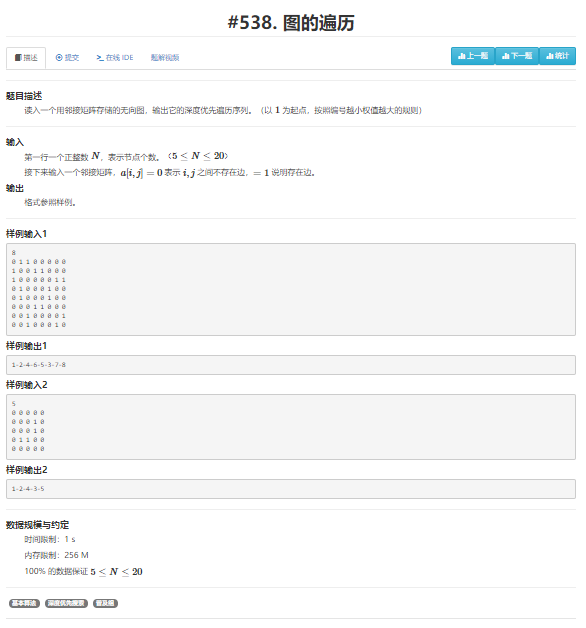 #538. 图的遍历
描述 提交 在线 IDE 题解视频 上一题 下一题 统计
题目描述
读入一个用邻接矩阵存储的无向图，输出它的深度优先遍历序列。（以 1 为起点，按照编号越小权值越大的规则）
输入
第一行一个正整数 N，表示节点个数。（5 ≤ N ≤ 20）
接下来输入一个邻接矩阵，a[i,j] = 0 表示 i,j 之间不存在边，= 1 说明存在边。
输出
格式参照样例。
样例输入1
8
0 1 1 0 0 0 0 0
1 0 0 1 1 0 0 0
1 0 0 0 0 0 1 1
0 1 0 0 0 1 0 0
0 1 0 0 0 1 0 0
0 0 0 1 1 0 0 0
0 0 1 0 0 0 0 1
0 0 1 0 0 0 1 0
样例输出1
1-2-4-6-5-3-7-8
样例输入2
5
0 0 0 0 0
0 0 0 1 0
0 0 0 1 0
0 1 1 0 0
0 0 0 0 0
样例输出2
1-2-4-3-5
数据规模与约定
时间限制：1 s
内存限制：256 M
100% 的数据保证 5 ≤ N ≤ 20
基本算法 深度优先搜索